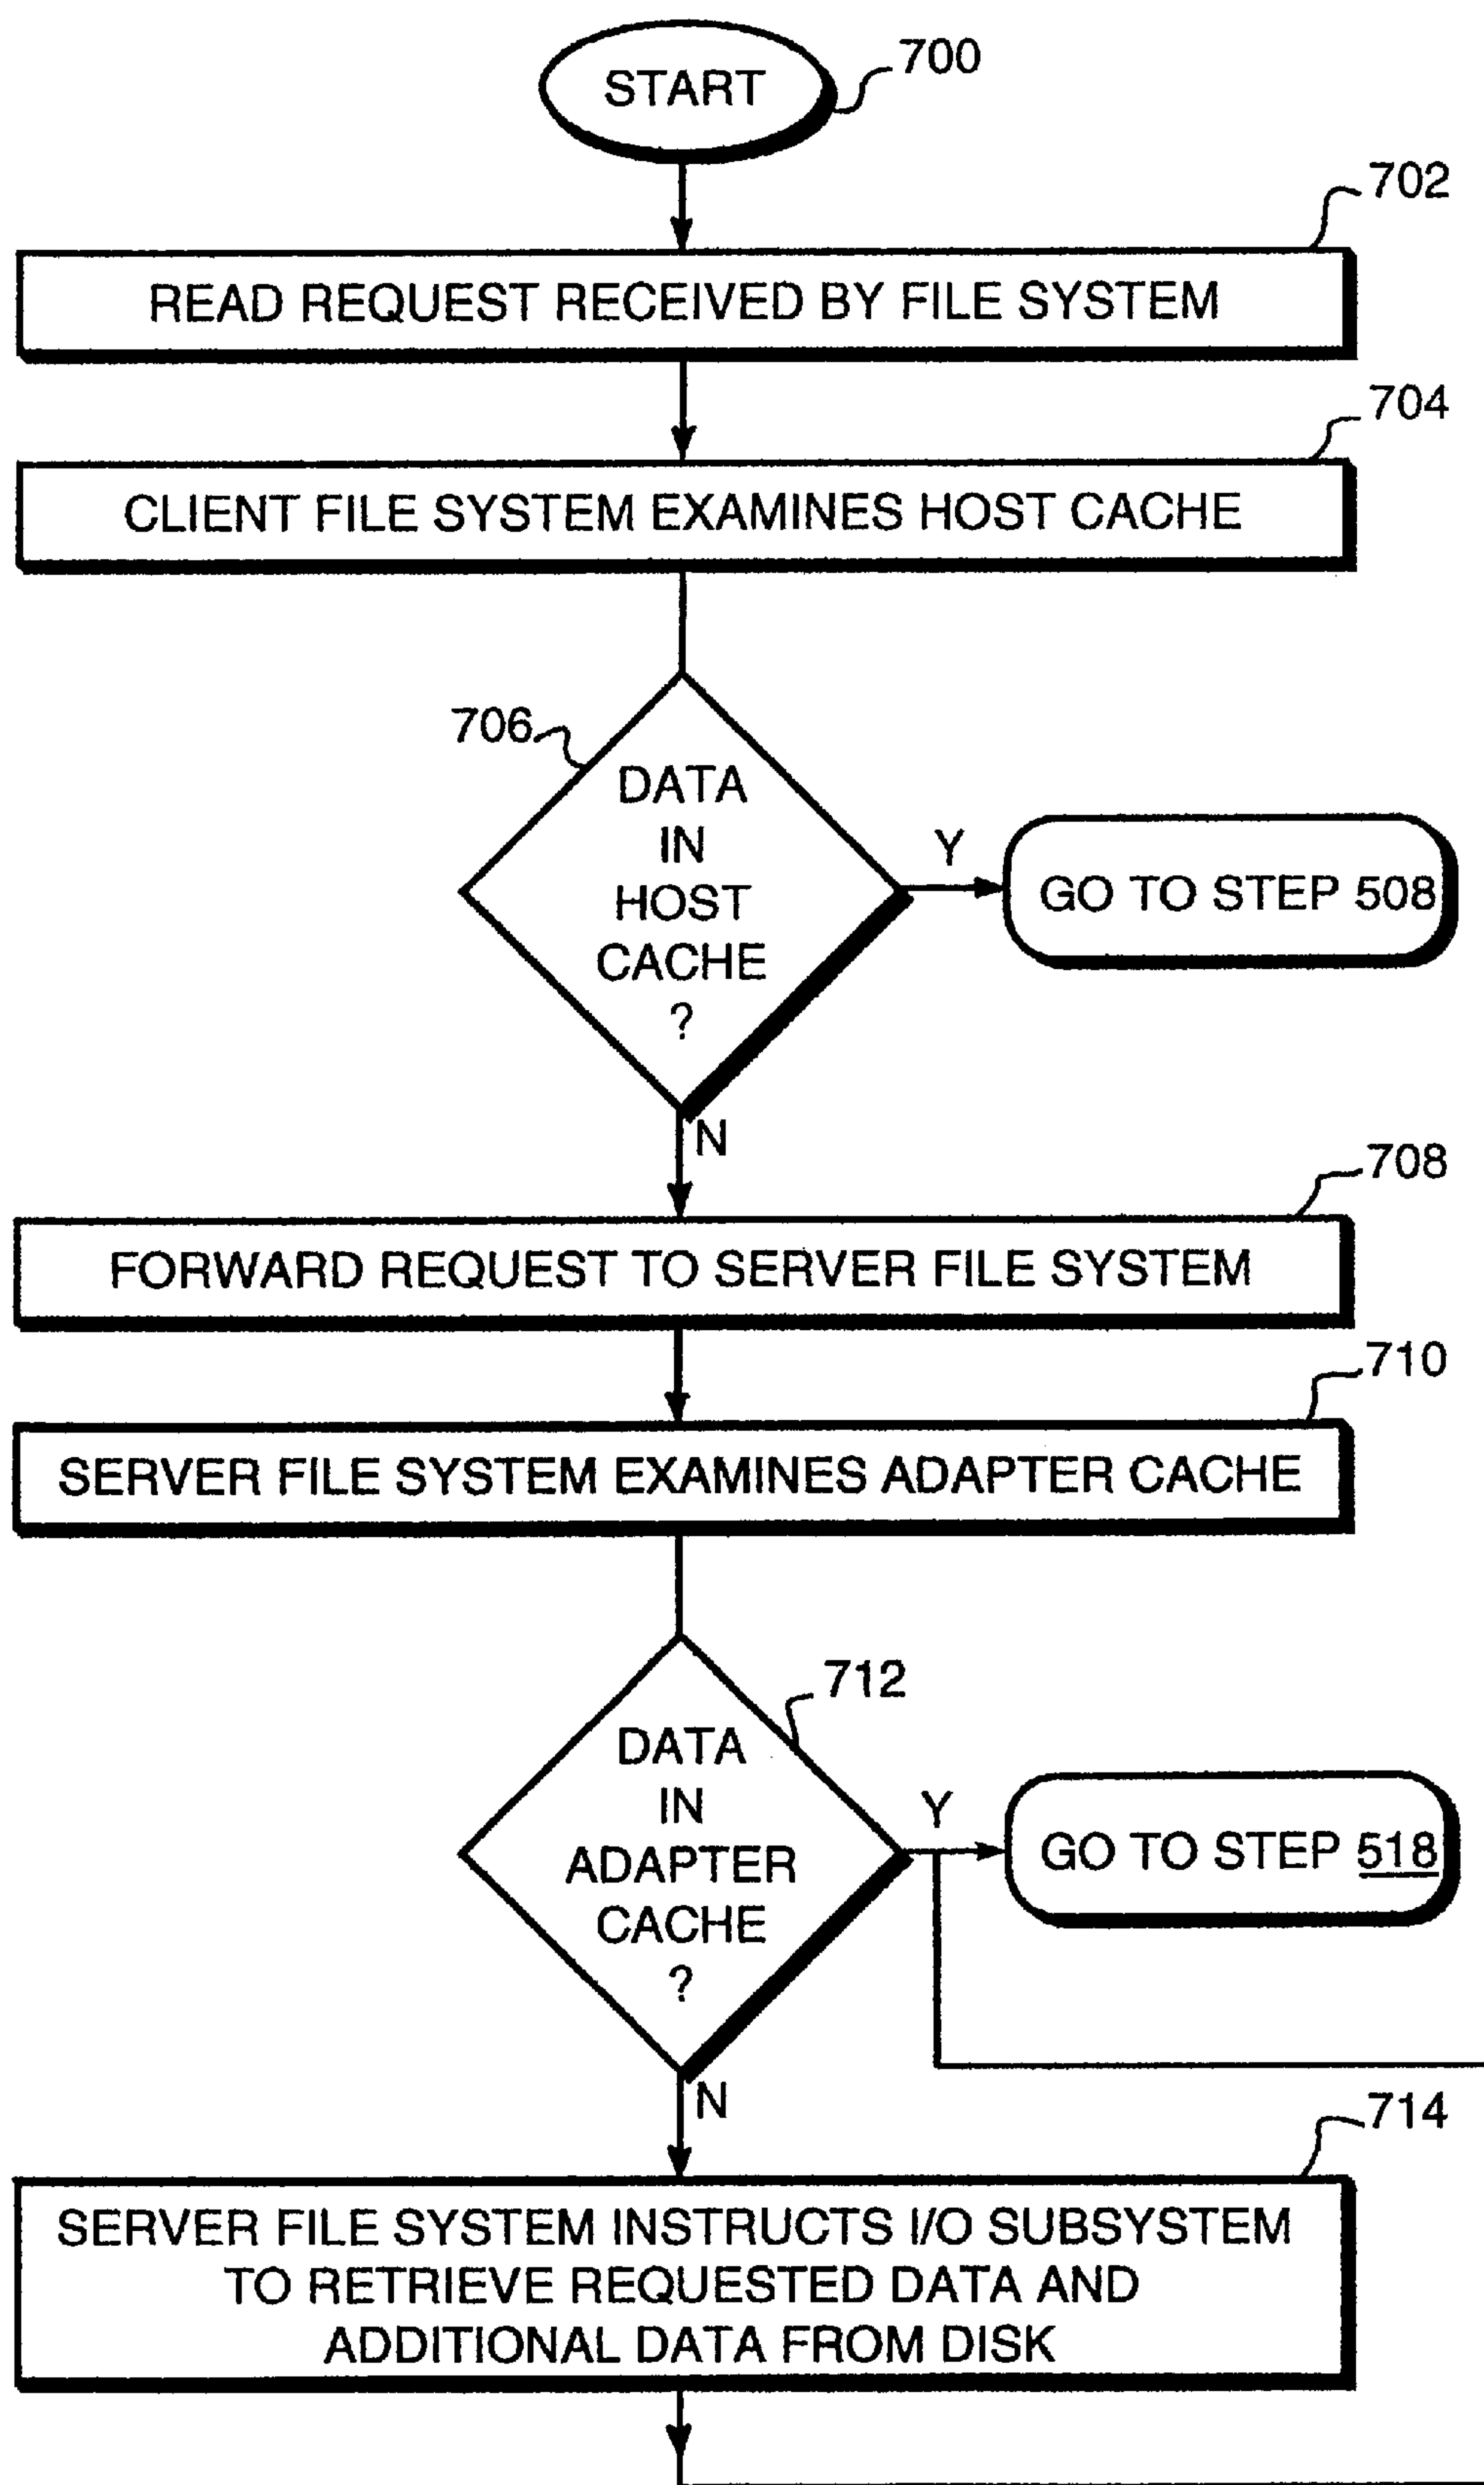 START
700
702
READ REQUEST RECEIVED BY FILE SYSTEM
704
CLIENT FILE SYSTEM EXAMINES HOST CACHE
706
DATA
IN
HOST
CACHE
?
Y
GO TO STEP 508
N
708
FORWARD REQUEST TO SERVER FILE SYSTEM
710
SERVER FILE SYSTEM EXAMINES ADAPTER CACHE
712
DATA
IN
ADAPTER
CACHE
?
Y
GO TO STEP 518
N
714
SERVER FILE SYSTEM INSTRUCTS I/O SUBSYSTEM
TO RETRIEVE REQUESTED DATA AND
ADDITIONAL DATA FROM DISK